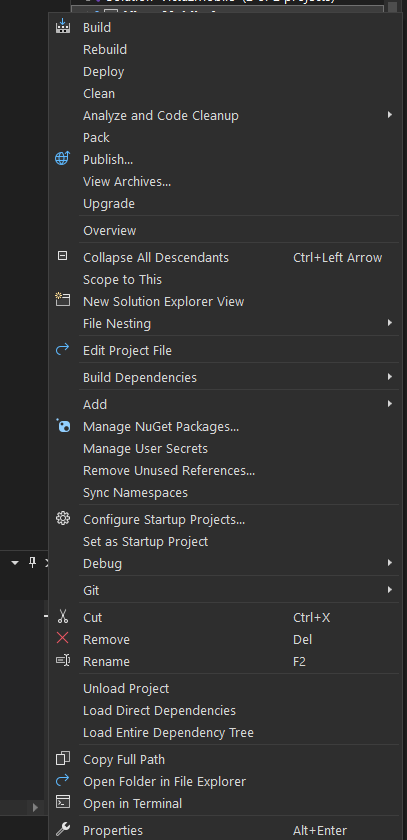 Build
Rebuild
Deploy
Clean
Analyze and Code Cleanup
Pack
Publish...
View Archives...
Upgrade
Overview
Collapse All Descendants Ctrl+Left Arrow
Scope to This
New Solution Explorer View
File Nesting
Edit Project File
Build Dependencies
Add
Manage NuGet Packages...
Manage User Secrets
Remove Unused References...
Sync Namespaces
Configure Startup Projects...
Set as Startup Project
Debug
Git
Cut Ctrl+X
Remove Del
Rename F2
Unload Project
Load Direct Dependencies
Load Entire Dependency Tree
Copy Full Path
Open Folder in File Explorer
Open in Terminal
Properties Alt+Enter